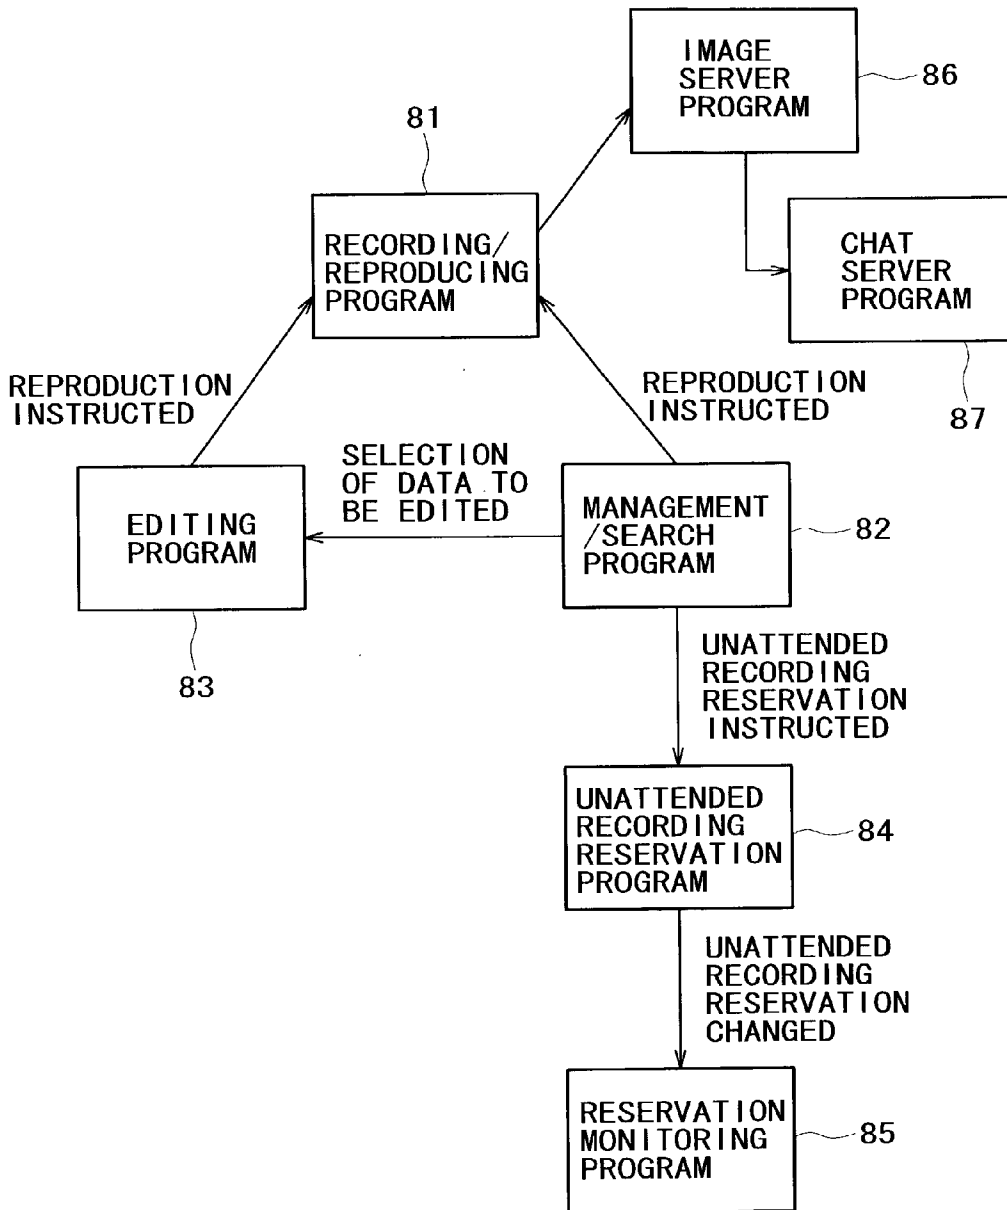 IMAGE
SERVER
PROGRAM
86
81
RECORDING/
REPRODUCING
PROGRAM
CHAT
SERVER
PROGRAM
87
REPRODUCTION
INSTRUCTED
REPRODUCTION
INSTRUCTED
SELECTION
OF DATA TO
BE EDITED
EDITING
PROGRAM
83
MANAGEMENT
/SEARCH
PROGRAM
82
UNATTENDED
RECORDING
RESERVATION
INSTRUCTED
UNATTENDED
RECORDING
RESERVATION
PROGRAM
84
UNATTENDED
RECORDING
RESERVATION
CHANGED
RESERVATION
MONITORING
PROGRAM
85